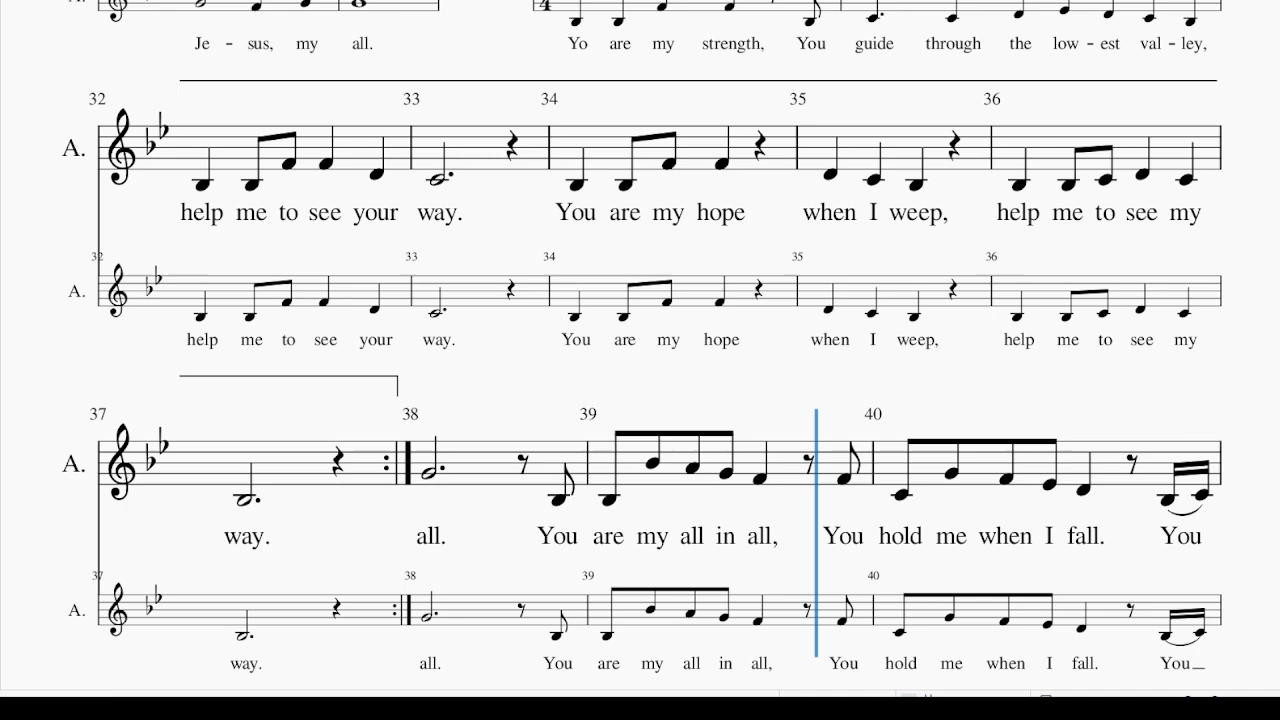 Je - sus, my all. Yo are my strength, You guide through the low - est val - ley,
32 33 34 35 36
A.
help me to see your way. You are my hope when I weep, help me to see my
32 33 34 35 36
A.
help me to see your way. You are my hope when I weep, help me to see my
37 38 39 40
A.
way. all. You are my all in all, You hold me when I fall. You
37 38 39 40
A.
way. all. You are my all in all, You hold me when I fall. You